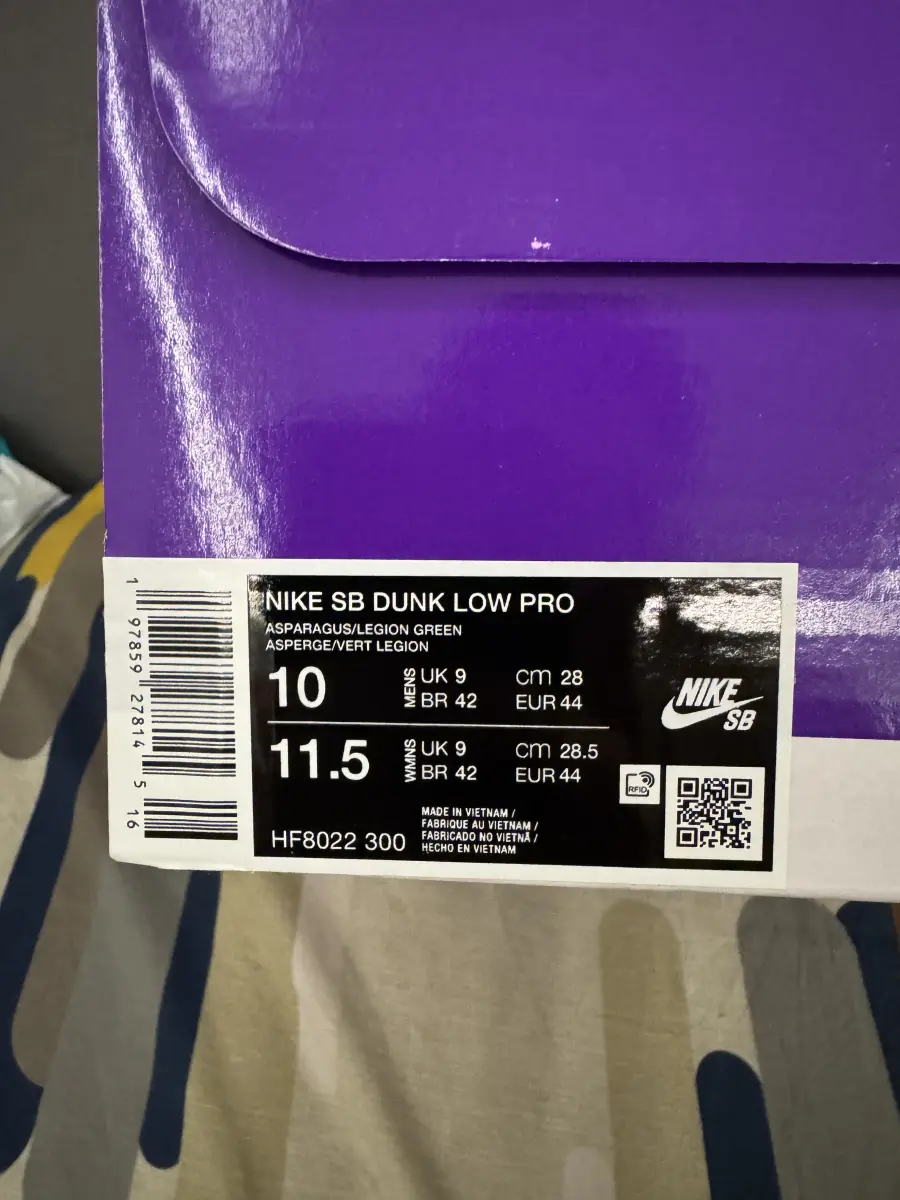 NIKE SB DUNK LOW PRO
ASPARAGUS/LEGION GREEN
ASPERGE/VERT LEGION
10 MENS UK 9 cm 28
BR 42 EUR 44
11.5 WMNS UK 9 cm 28.5
BR 42 EUR 44
HF8022 300
MADE IN VIETNAM /
FABRIQUE AU VIETNAM /
FABRICADO NO VIETNÃ /
HECHO EN VIETNAM
NIKE
SB
RFID
1 97859 27814 5 16